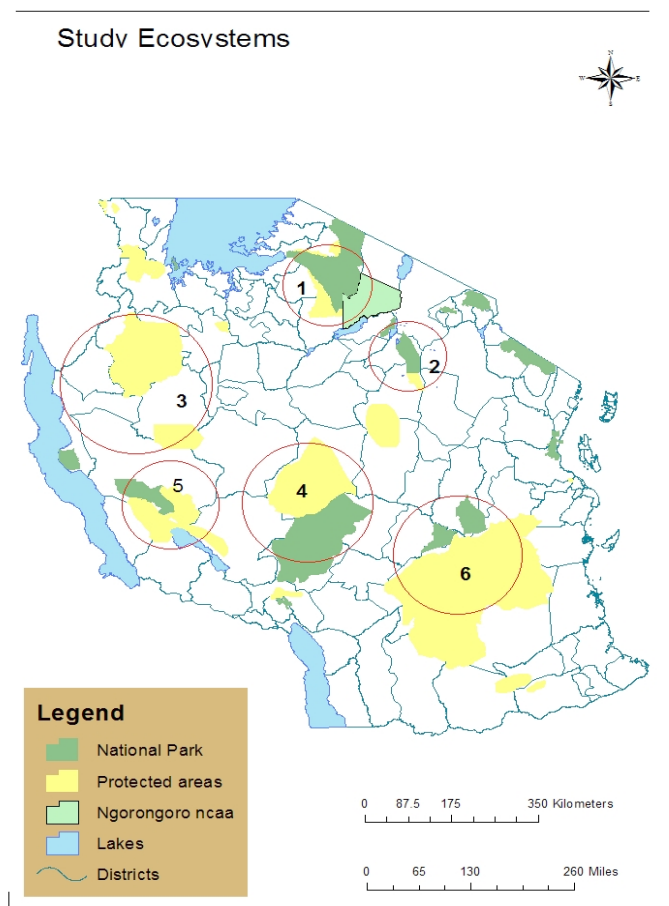 Study Ecosystems
N
W E
S
1
2
3
4
5
6
Legend
National Park
Protected areas
Ngorongoro ncaa
Lakes
Districts
0 87.5 175 350 Kilometers
0 65 130 260 Miles